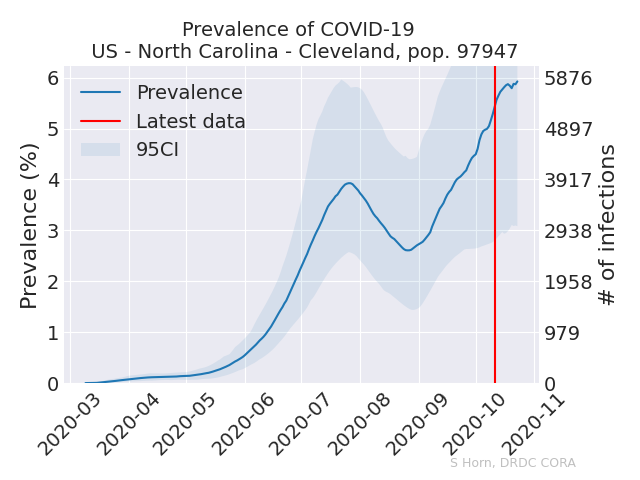 Prevalence of COVID-19
US - North Carolina - Cleveland, pop. 97947
Prevalence
Latest data
95CI
Prevalence (%)
6
5
4
3
2
1
0
5876
4897
3917
2938
1958
979
0
# of infections
2020-03
2020-04
2020-05
2020-06
2020-07
2020-08
2020-09
2020-10
2020-11
S Horn, DRDC CORA